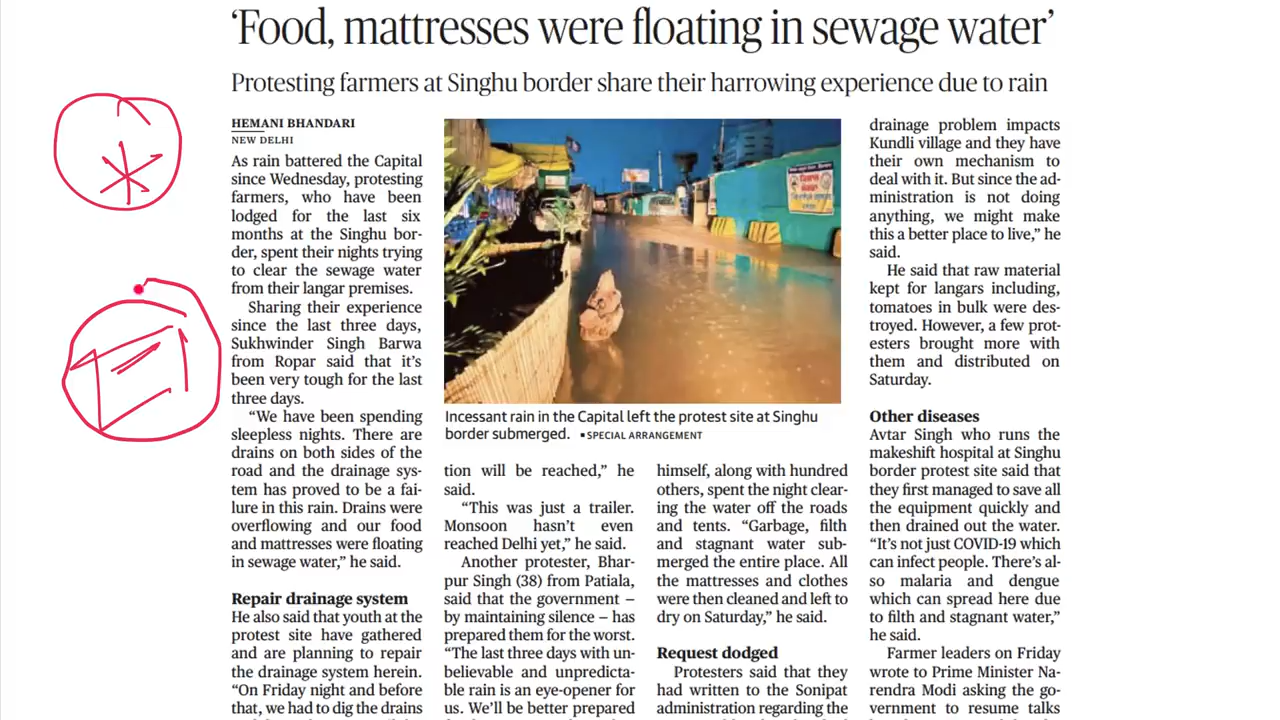 ‘Food, mattresses were floating in sewage water’
Protesting farmers at Singhu border share their harrowing experience due to rain
HEMANI BHANDARI
NEW DELHI
As rain battered the Capital
since Wednesday, protesting
farmers, who have been
lodged for the last six
months at the Singhu bor-
der, spent their nights trying
to clear the sewage water
from their langar premises.
Sharing their experience
since the last three days,
Sukhwinder Singh Barwa
from Ropar said that it’s
been very tough for the last
three days.
“We have been spending
sleepless nights. There are
drains on both sides of the
road and the drainage sys-
tem has proved to be a fai-
lure in this rain. Drains were
overflowing and our food
and mattresses were floating
in sewage water,” he said.
Repair drainage system
He also said that youth at the
protest site have gathered
and are planning to repair
the drainage system herein.
“On Friday night and before
that, we had to dig the drains
Incessant rain in the Capital left the protest site at Singhu
border submerged. ▪ SPECIAL ARRANGEMENT
tion will be reached,” he
said.
“This was just a trailer.
Monsoon hasn’t even
reached Delhi yet,” he said.
Another protester, Bhar-
pur Singh (38) from Patiala,
said that the government –
by maintaining silence – has
prepared them for the worst.
“The last three days with un-
believable and unpredicta-
ble rain is an eye-opener for
us. We’ll be better prepared
himself, along with hundred
others, spent the night clear-
ing the water off the roads
and tents. “Garbage, filth
and stagnant water sub-
merged the entire place. All
the mattresses and clothes
were then cleaned and left to
dry on Saturday,” he said.
Request dodged
Protesters said that they
had written to the Sonipat
administration regarding the
drainage problem impacts
Kundli village and they have
their own mechanism to
deal with it. But since the ad-
ministration is not doing
anything, we might make
this a better place to live,” he
said.
He said that raw material
kept for langars including,
tomatoes in bulk were des-
troyed. However, a few prot-
esters brought more with
them and distributed on
Saturday.
Other diseases
Avtar Singh who runs the
makeshift hospital at Singhu
border protest site said that
they first managed to save all
the equipment quickly and
then drained out the water.
“It’s not just COVID-19 which
can infect people. There’s al-
so malaria and dengue
which can spread here due
to filth and stagnant water,”
he said.
Farmer leaders on Friday
wrote to Prime Minister Na-
rendra Modi asking the go-
vernment to resume talks